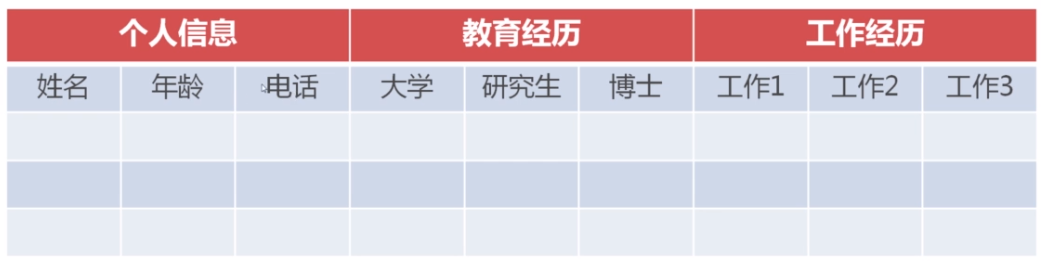 个人信息 教育经历 工作经历
姓名 年龄 电话 大学 研究生 博士 工作1 工作2 工作3